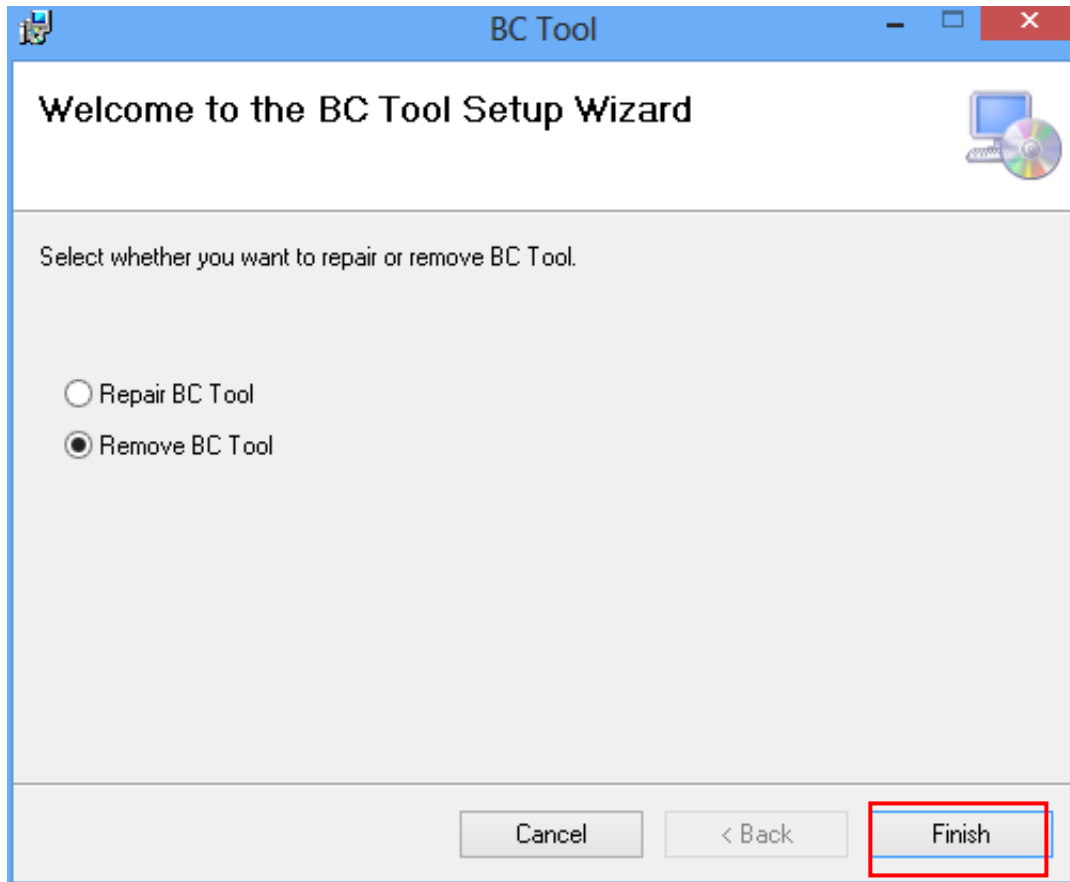 BC Tool
Welcome to the BC Tool Setup Wizard
Select whether you want to repair or remove BC Tool.
Repair BC Tool
Remove BC Tool
Cancel
< Back
Finish